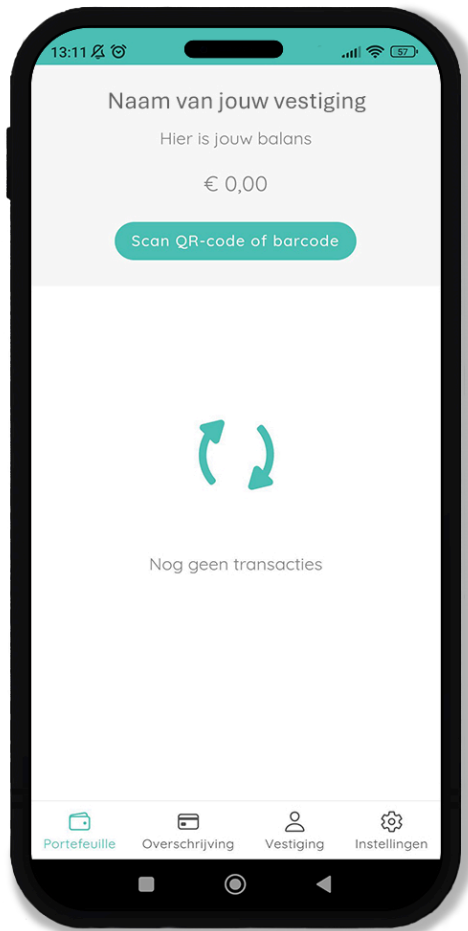 13:11
57
Naam van jouw vestiging
Hier is jouw balans
€ 0,00
Scan QR-code of barcode
Nog geen transacties
Portefeuille Overschrijving Vestiging Instellingen